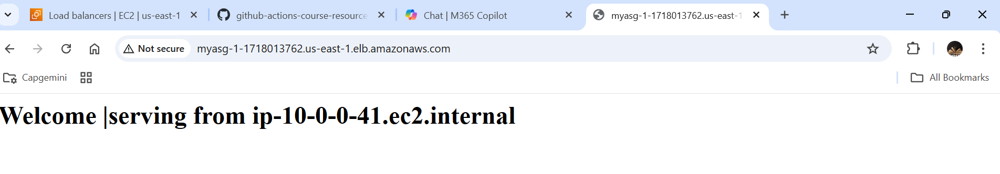 Load balancers | EC2 | us-east-1
github-actions-course-resource
Chat | M365 Copilot
myasg-1-1718013762.us-east-1
Not secure
myasg-1-1718013762.us-east-1.elb.amazonaws.com
Capgemini
All Bookmarks
Welcome |serving from ip-10-0-0-41.ec2.internal